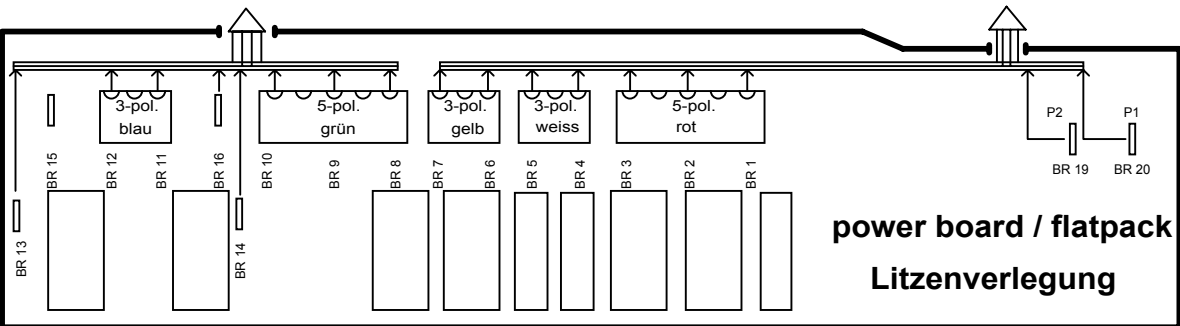 3-pol.
blau
5-pol.
grün
3-pol.
gelb
3-pol.
weiss
5-pol.
rot
P2
P1
BR 19
BR 20
BR 15
BR 12
BR 11
BR 16
BR 10
BR 9
BR 8
BR 7
BR 6
BR 5
BR 4
BR 3
BR 2
BR 1
BR 13
BR 14
power board / flatpack
Litzenverlegung